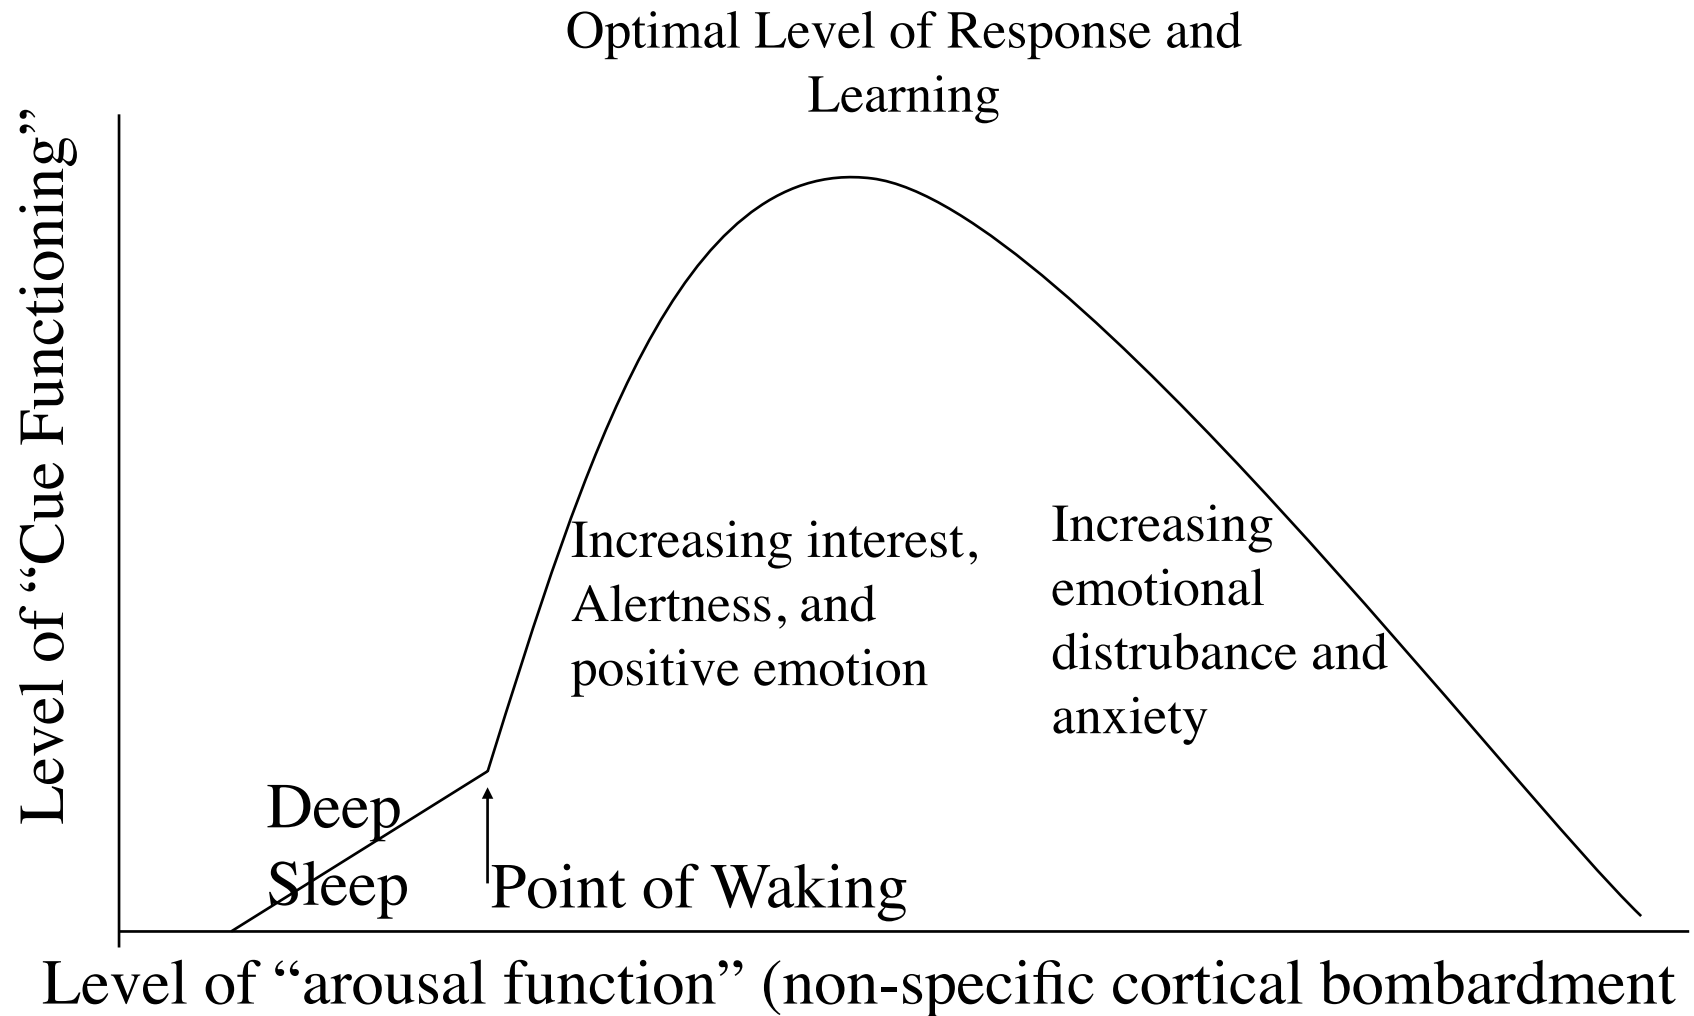 Optimal Level of Response and
Learning
Level of “Cue Functioning”
Increasing interest,
Alertness, and
positive emotion
Increasing
emotional
distrubance and
anxiety
Deep
Sleep
Point of Waking
Level of “arousal function” (non-specific cortical bombardment